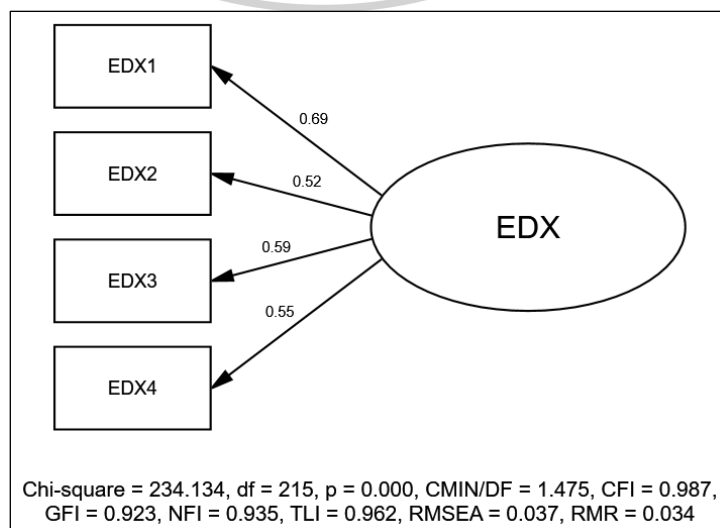 EDX1
0.69
EDX2
0.52
EDX
0.59
EDX3
0.55
EDX4
Chi-square = 234.134, df = 215, p = 0.000, CMIN/DF = 1.475, CFI = 0.987,
GFI = 0.923, NFI = 0.935, TLI = 0.962, RMSEA = 0.037, RMR = 0.034